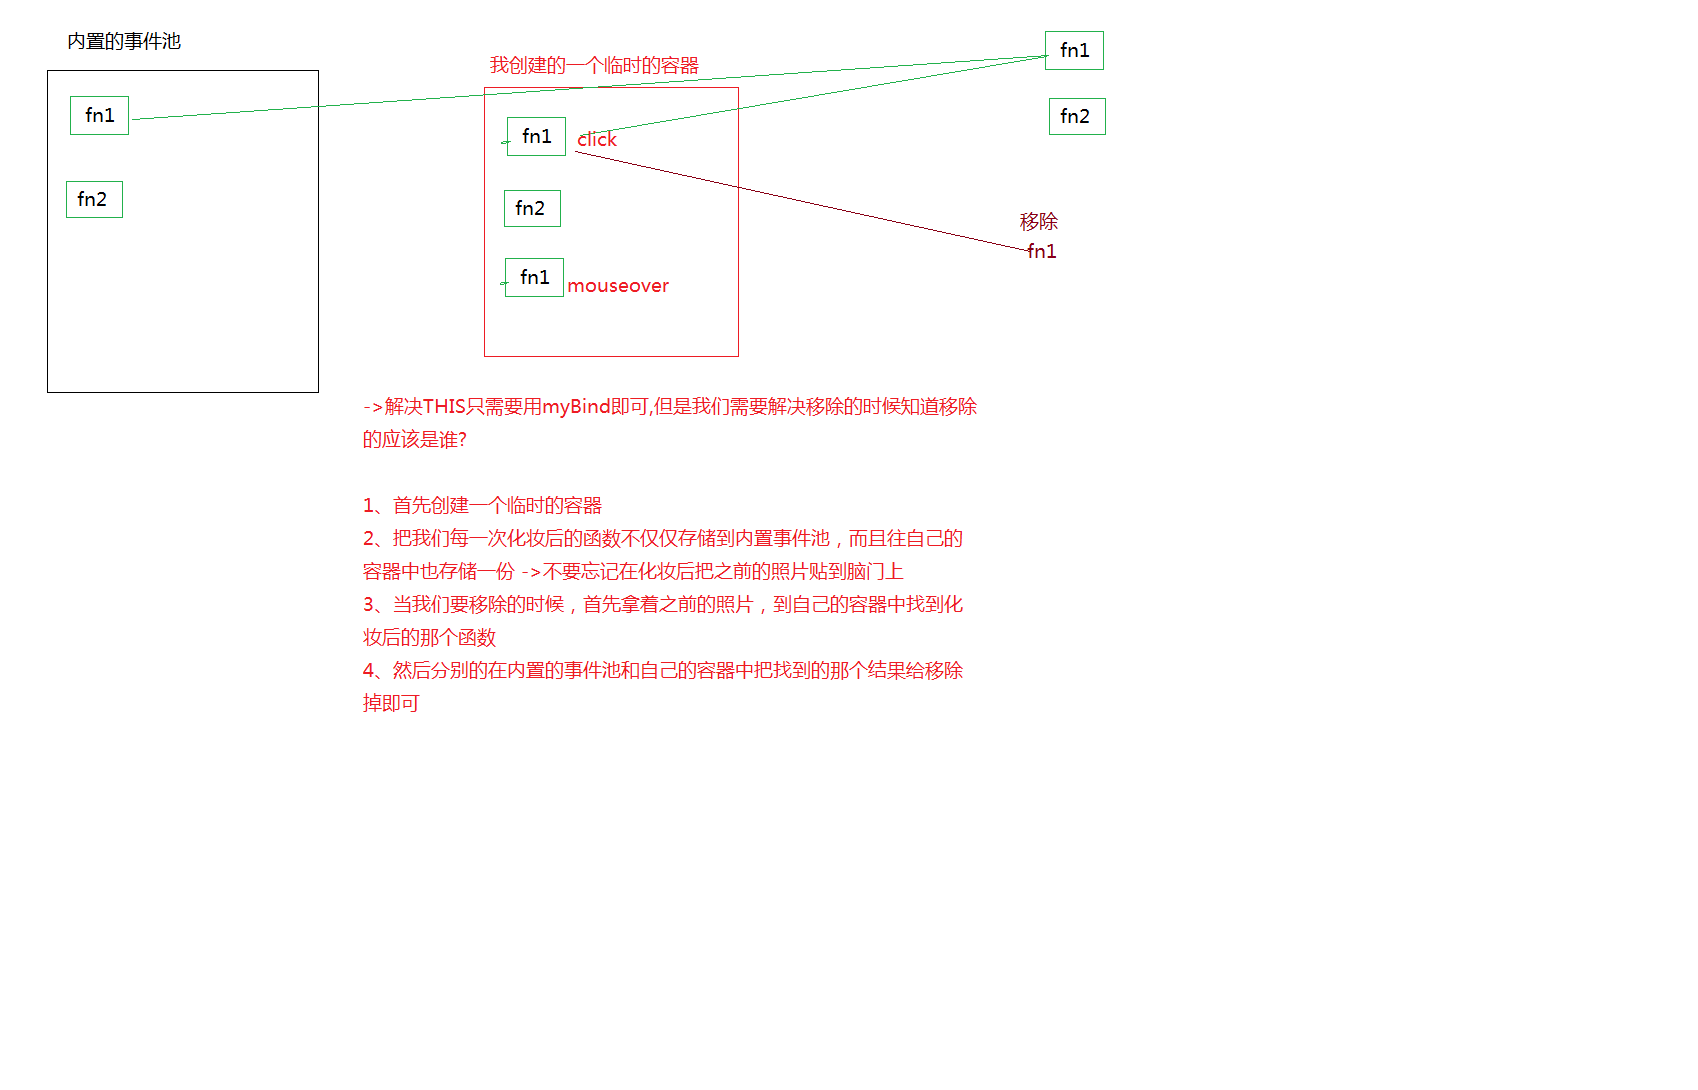 内置的事件池
fn1
fn2
我创建的一个临时的容器
fn1 click
fn2
fn1 mouseover
fn1
fn2
移除
fn1
->解决THIS只需要用myBind即可,但是我们需要解决移除的时候知道移除
的应该是谁?
1、首先创建一个临时的容器
2、把我们每一次化妆后的函数不仅仅存储到内置事件池，而且往自己的
容器中也存储一份 ->不要忘记在化妆后把之前的照片贴到脑门上
3、当我们要移除的时候，首先拿着之前的照片，到自己的容器中找到化
妆后的那个函数
4、然后分别的在内置的事件池和自己的容器中把找到的那个结果给移除
掉即可